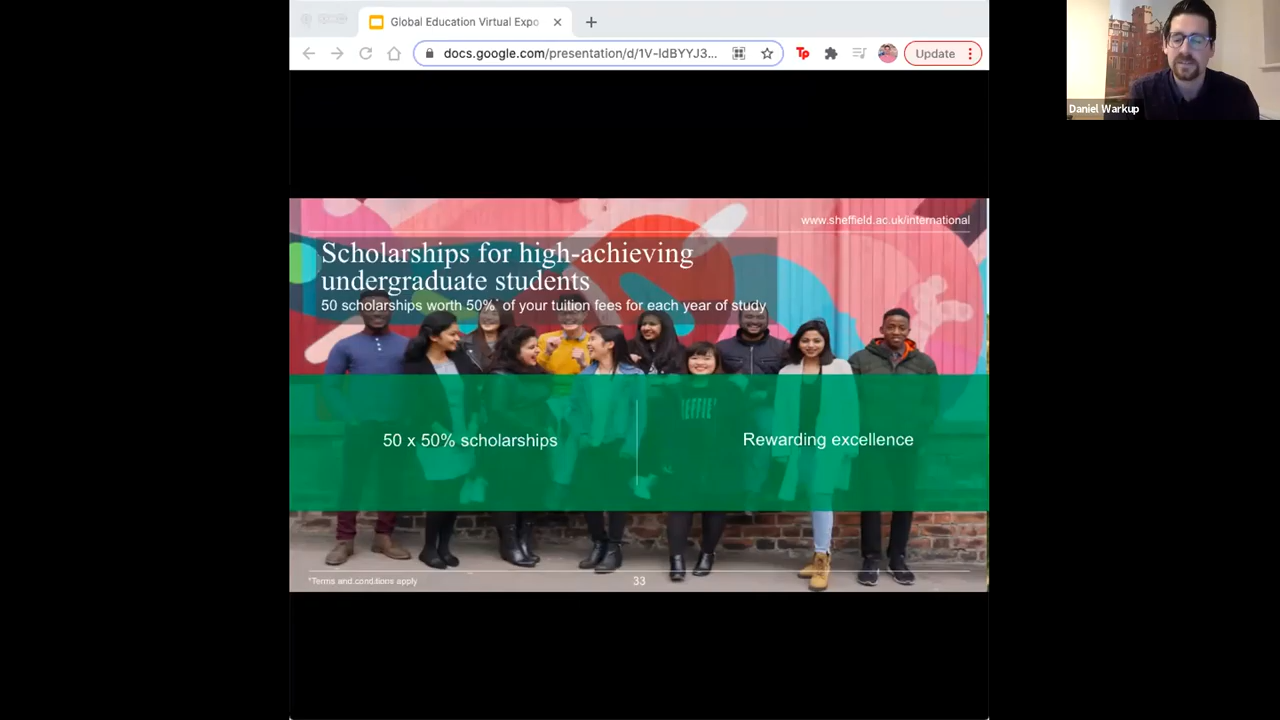 Global Education Virtual Expo
docs.google.com/presentation/d/1V-IdBYYJ3...
Tp
Update
Daniel Warkup
www.sheffield.ac.uk/international
Scholarships for high-achieving
undergraduate students
50 scholarships worth 50%* of your tuition fees for each year of study
50 x 50% scholarships
Rewarding excellence
*Terms and conditions apply
33